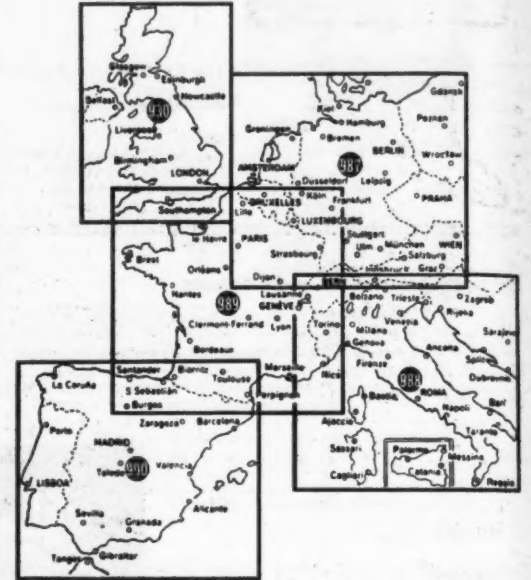 Glasgow
Edinburgh
Belfast
930
Newcastle
Liverpool
Birmingham
LONDON
Southampton
Kiel
Hamburg
Gdańsk
Groningen
Bremen
Poznan
BERLIN
987
AMSTERDAM
Wrocław
Düsseldorf
Leipzig
BRUXELLES
Köln
Lille
Frankfurt
PRAHA
LUXEMBOURG
le Havre
PARIS
Stuttgart
Strasbourg
Ulm
München
WIEN
Brest
Salzburg
Orléans
Innsbruck
Graz
Dijon
BERN
Nantes
Lausanne
Bolzano
Trieste
Zagreb
989
GENÈVE
Venezia
Rijeka
Clermont-Ferrand
Lyon
Torino
Milano
Sarajevo
Bordeaux
Genova
Ancona
Split
Firenze
988
Dubrovnik
La Coruña
Santander
Biarritz
Toulouse
Marseille
Nice
S Sebastián
Perpignan
Bastia
ROMA
Bari
Burgos
Napoli
Zaragoza
Barcelona
Ajaccio
Taranto
Porto
MADRID
Sassari
Palermo
Messina
Toledo
990
Valencia
Cagliari
Catania
LISBOA
Reggio
Alicante
Sevilla
Granada
Gibraltar
Tanger